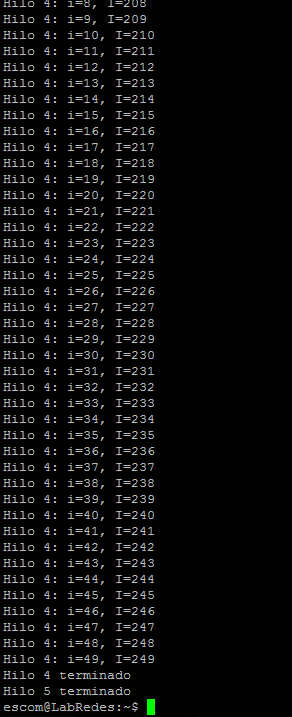 Hilo 4: i=8, I=208
Hilo 4: i=9, I=209
Hilo 4: i=10, I=210
Hilo 4: i=11, I=211
Hilo 4: i=12, I=212
Hilo 4: i=13, I=213
Hilo 4: i=14, I=214
Hilo 4: i=15, I=215
Hilo 4: i=16, I=216
Hilo 4: i=17, I=217
Hilo 4: i=18, I=218
Hilo 4: i=19, I=219
Hilo 4: i=20, I=220
Hilo 4: i=21, I=221
Hilo 4: i=22, I=222
Hilo 4: i=23, I=223
Hilo 4: i=24, I=224
Hilo 4: i=25, I=225
Hilo 4: i=26, I=226
Hilo 4: i=27, I=227
Hilo 4: i=28, I=228
Hilo 4: i=29, I=229
Hilo 4: i=30, I=230
Hilo 4: i=31, I=231
Hilo 4: i=32, I=232
Hilo 4: i=33, I=233
Hilo 4: i=34, I=234
Hilo 4: i=35, I=235
Hilo 4: i=36, I=236
Hilo 4: i=37, I=237
Hilo 4: i=38, I=238
Hilo 4: i=39, I=239
Hilo 4: i=40, I=240
Hilo 4: i=41, I=241
Hilo 4: i=42, I=242
Hilo 4: i=43, I=243
Hilo 4: i=44, I=244
Hilo 4: i=45, I=245
Hilo 4: i=46, I=246
Hilo 4: i=47, I=247
Hilo 4: i=48, I=248
Hilo 4: i=49, I=249
Hilo 4 terminado
Hilo 5 terminado
escom@LabRedes:~$